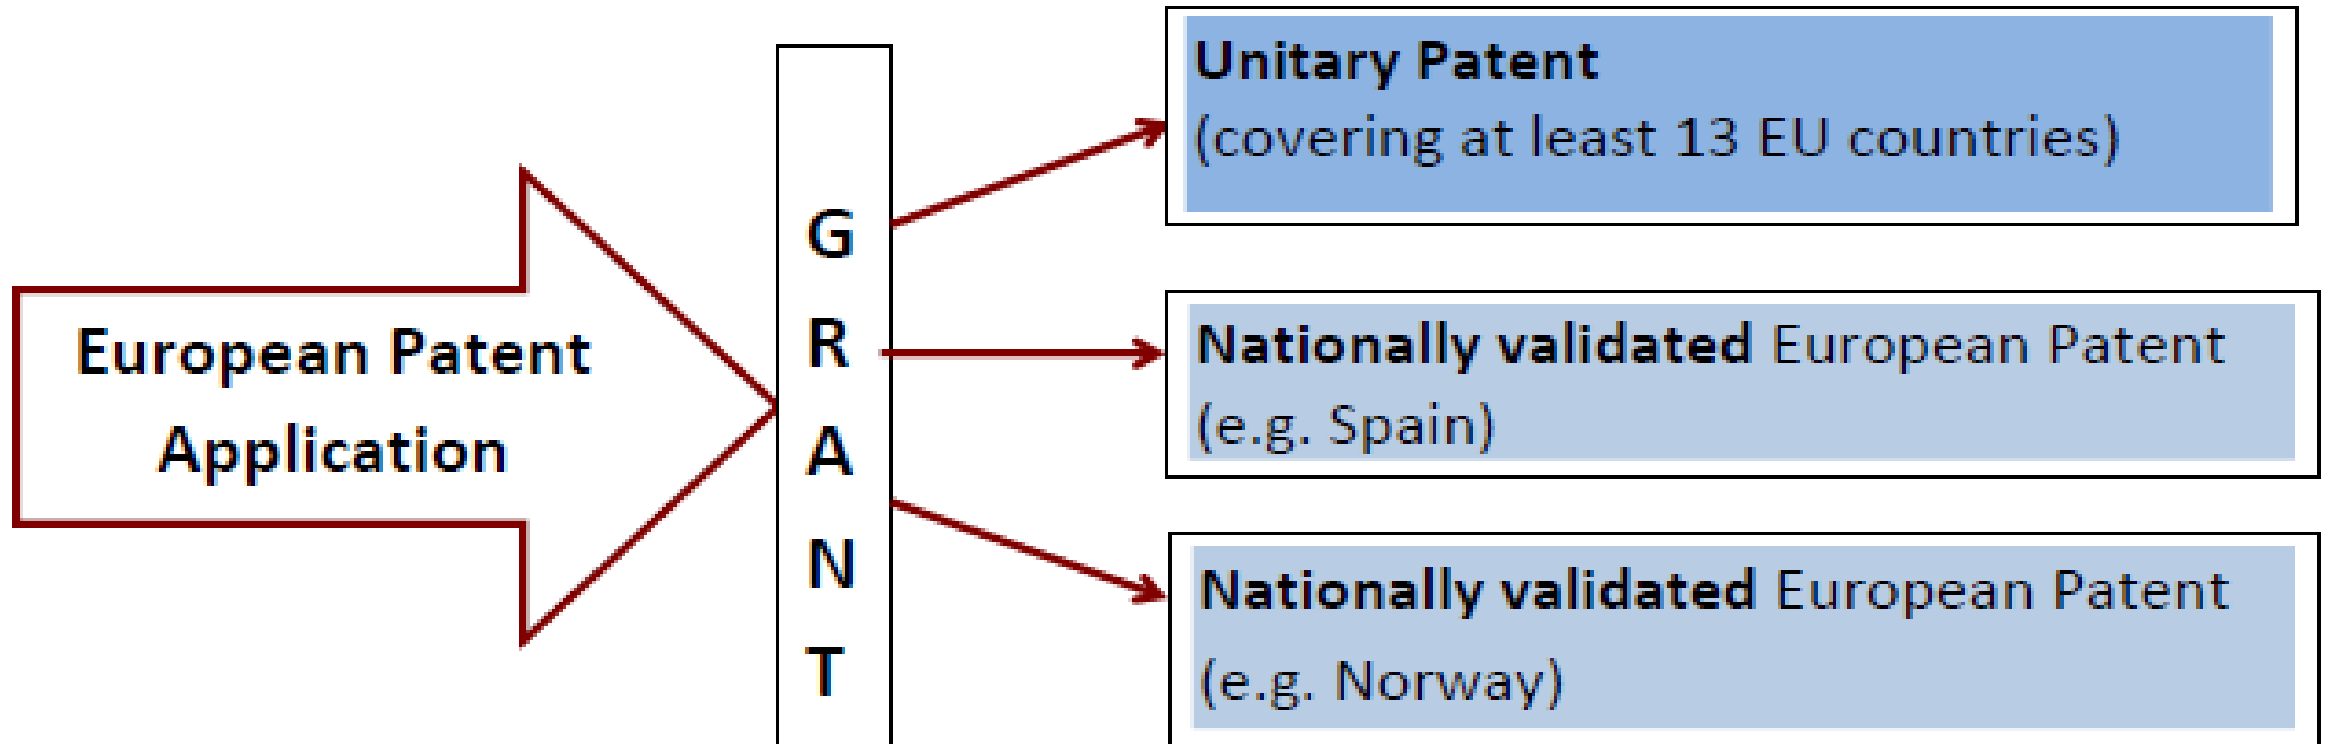 European Patent
Application
G
R
A
N
T
Unitary Patent
(covering at least 13 EU countries)
Nationally validated European Patent
(e.g. Spain)
Nationally validated European Patent
(e.g. Norway)